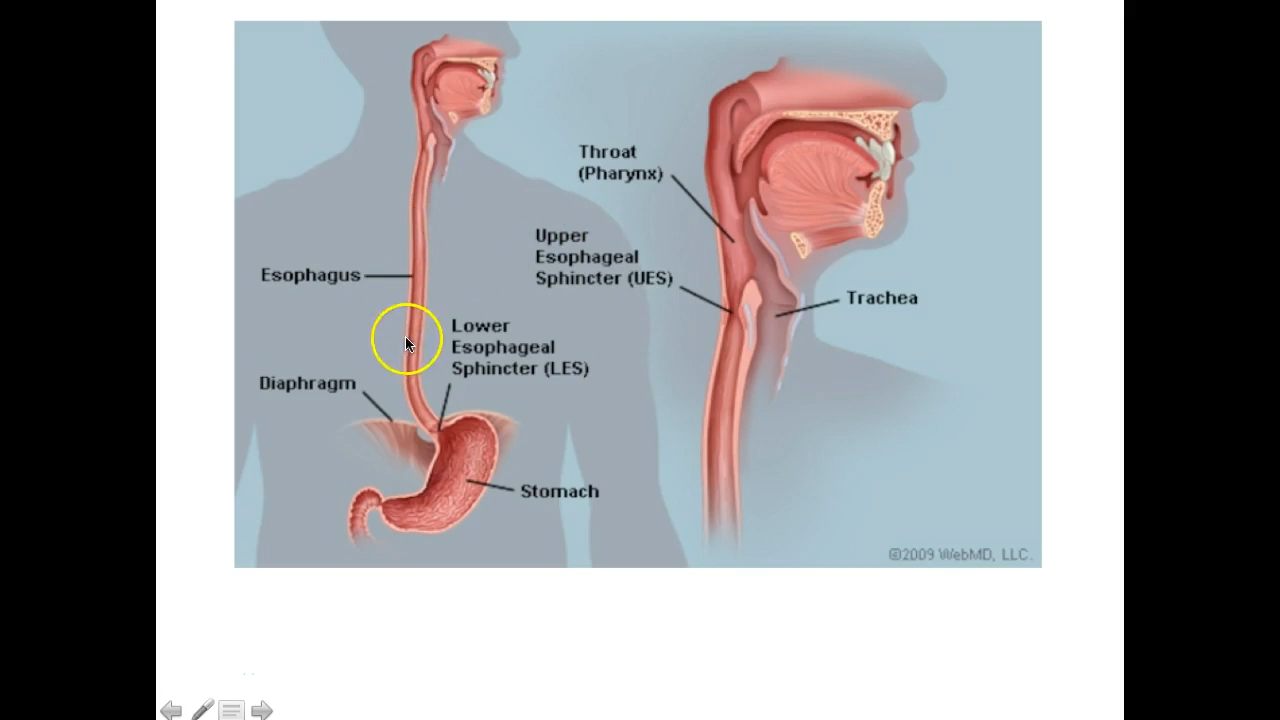 Throat
(Pharynx)
Upper
Esophageal
Sphincter (UES)
Esophagus
Trachea
Lower
Esophageal
Sphincter (LES)
Diaphragm
Stomach
©2009 WebMD, LLC.